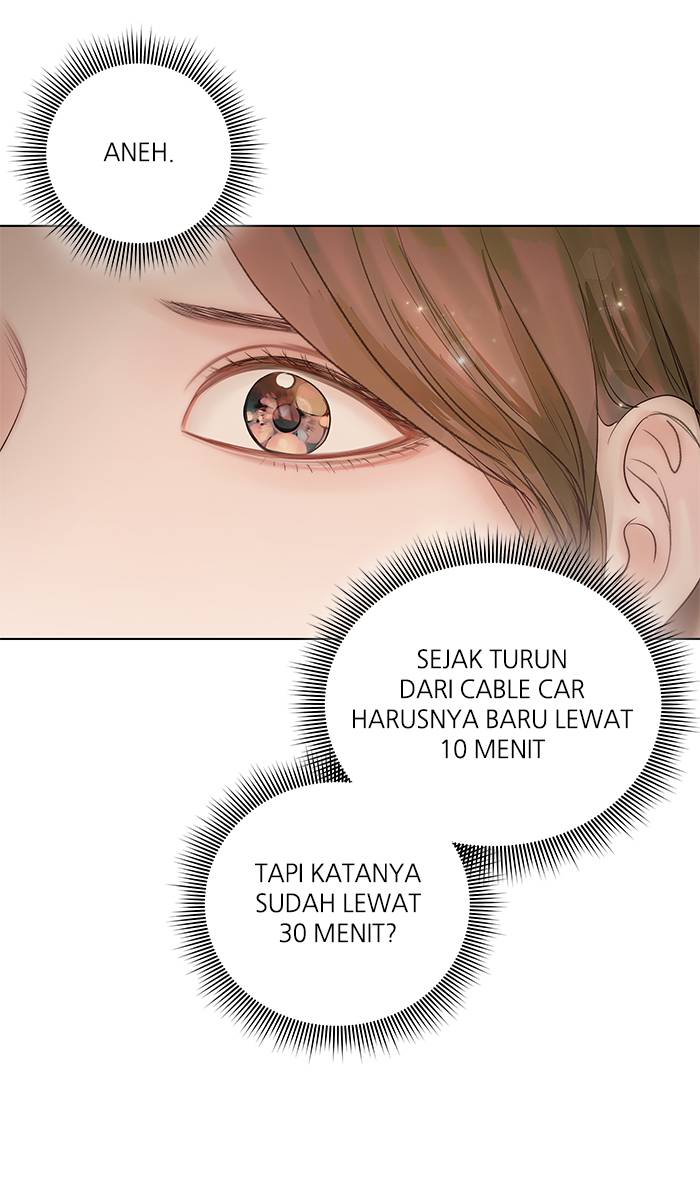 ANEH.
SEJAK TURUN
DARI CABLE CAR
HARUSNYA BARU LEWAT
10 MENIT
TAPI KATANYA
SUDAH LEWAT
30 MENIT?